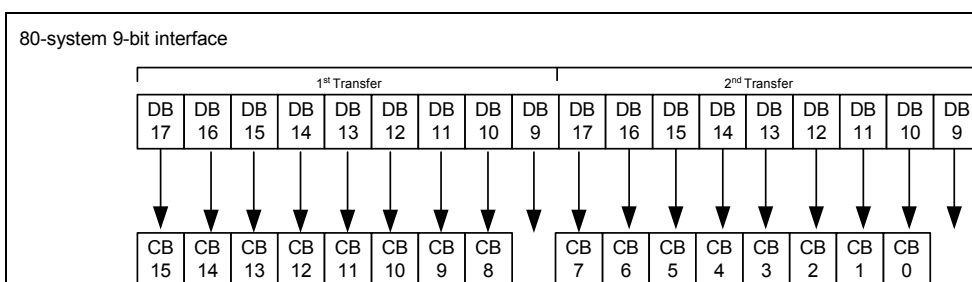 80-system 9-bit interface
1st Transfer 2nd Transfer
DB DB DB DB DB DB DB DB DB DB DB DB DB DB DB DB DB DB
17 16 15 14 13 12 11 10 9 17 16 15 14 13 12 11 10 9
CB CB CB CB CB CB CB CB CB CB CB CB CB CB CB CB
15 14 13 12 11 10 9 8 7 6 5 4 3 2 1 0